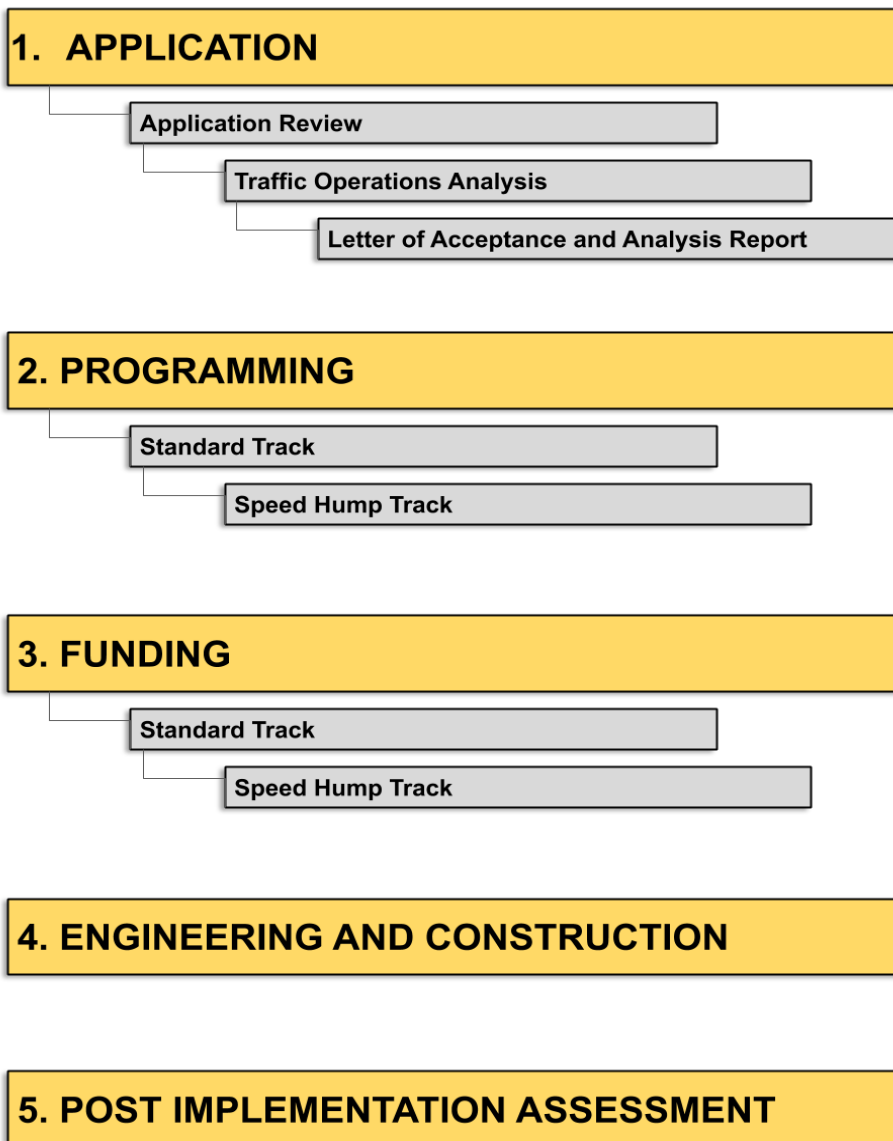 1. APPLICATION
Application Review
Traffic Operations Analysis
Letter of Acceptance and Analysis Report
2. PROGRAMMING
Standard Track
Speed Hump Track
3. FUNDING
Standard Track
Speed Hump Track
4. ENGINEERING AND CONSTRUCTION
5. POST IMPLEMENTATION ASSESSMENT